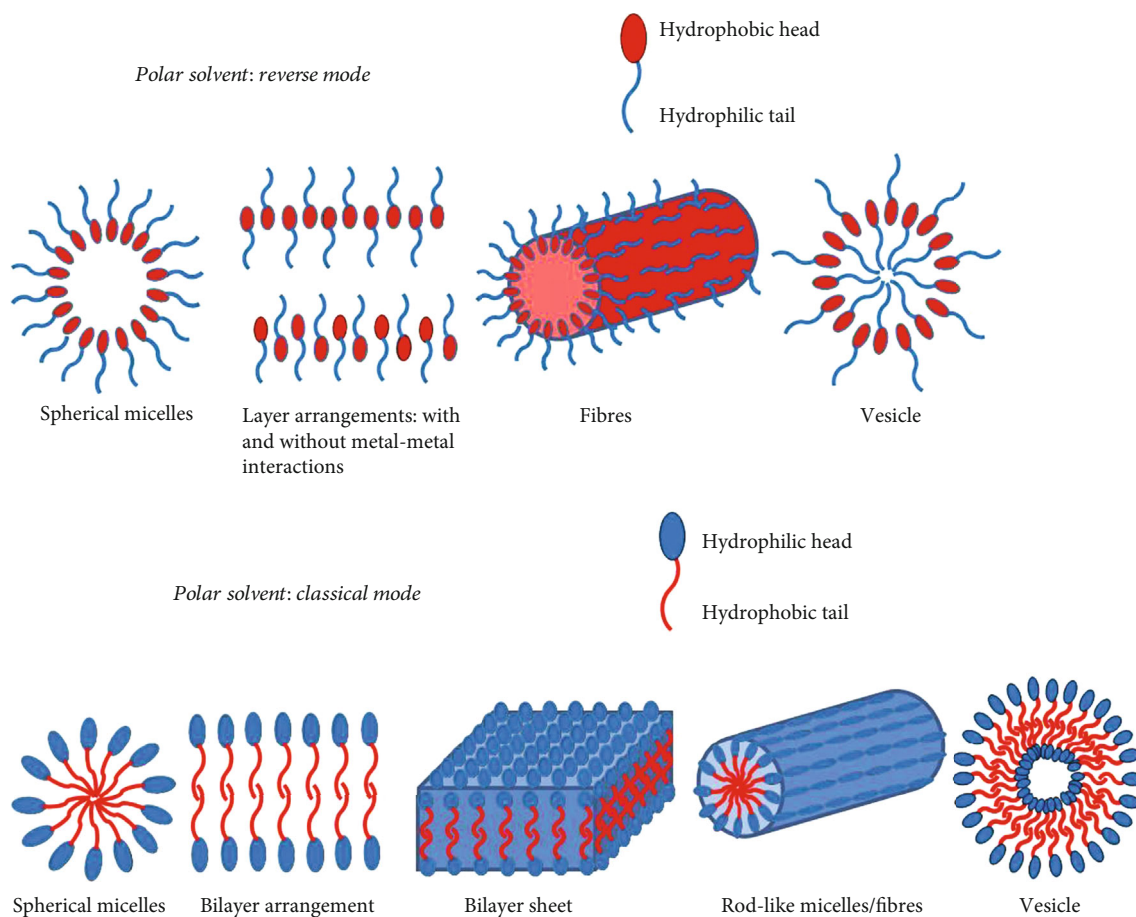 Hydrophobic head
Polar solvent: reverse mode
Hydrophilic tail
Spherical micelles
Layer arrangements: with
and without metal-metal
interactions
Fibres
Vesicle
Hydrophilic head
Polar solvent: classical mode
Hydrophobic tail
Spherical micelles
Bilayer arrangement
Bilayer sheet
Rod-like micelles/fibres
Vesicle